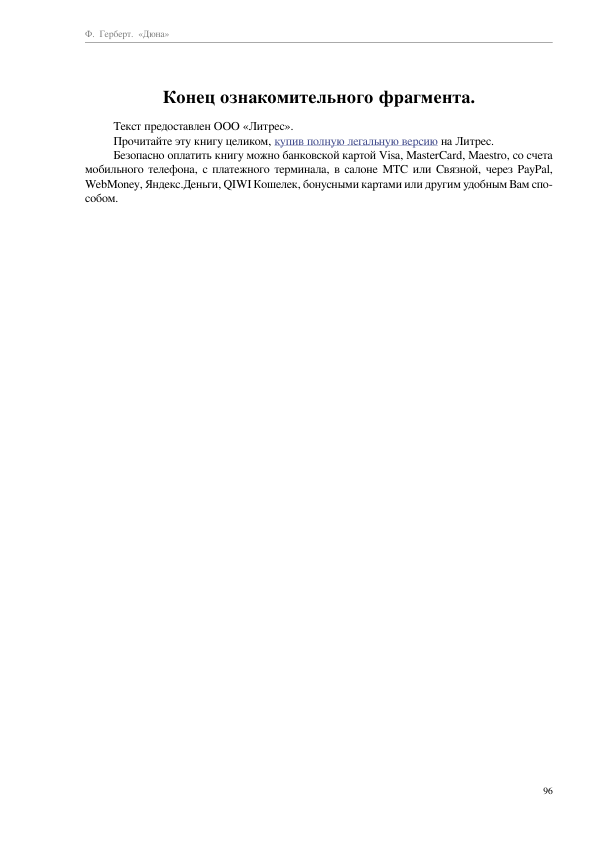 Ф. Герберт. «Дюна»
Конец ознакомительного фрагмента.
Текст предоставлен ООО «Литрес».
Прочитайте эту книгу целиком, купив полную легальную версию на Литрес.
Безопасно оплатить книгу можно банковской картой Visa, MasterCard, Maestro, со счета
мобильного телефона, с платежного терминала, в салоне МТС или Связной, через PayPal,
WebMoney, Яндекс.Деньги, QIWI Кошелек, бонусными картами или другим удобным Вам спо-
собом.
96